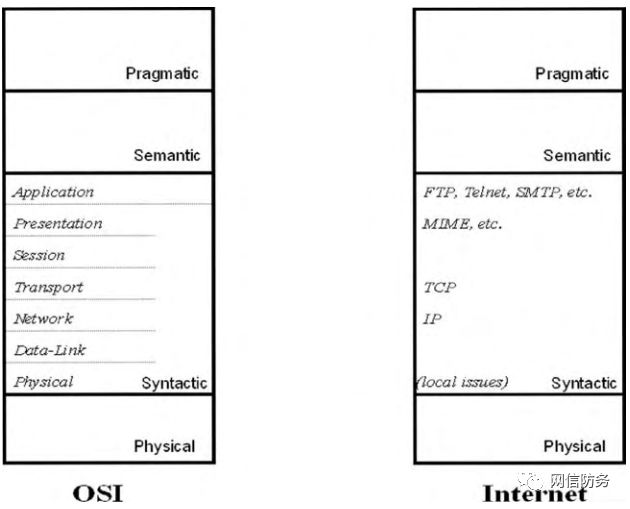 Pragmatic
Semantic
Application
Presentation
Session
Transport
Network
Data-Link
Physical Syntactic
Physical
OSI
Pragmatic
Semantic
FTP, Telnet, SMTP, etc.
MIME, etc.
TCP
IP
(local issues) Syntactic
Physical
Internet
网信防务